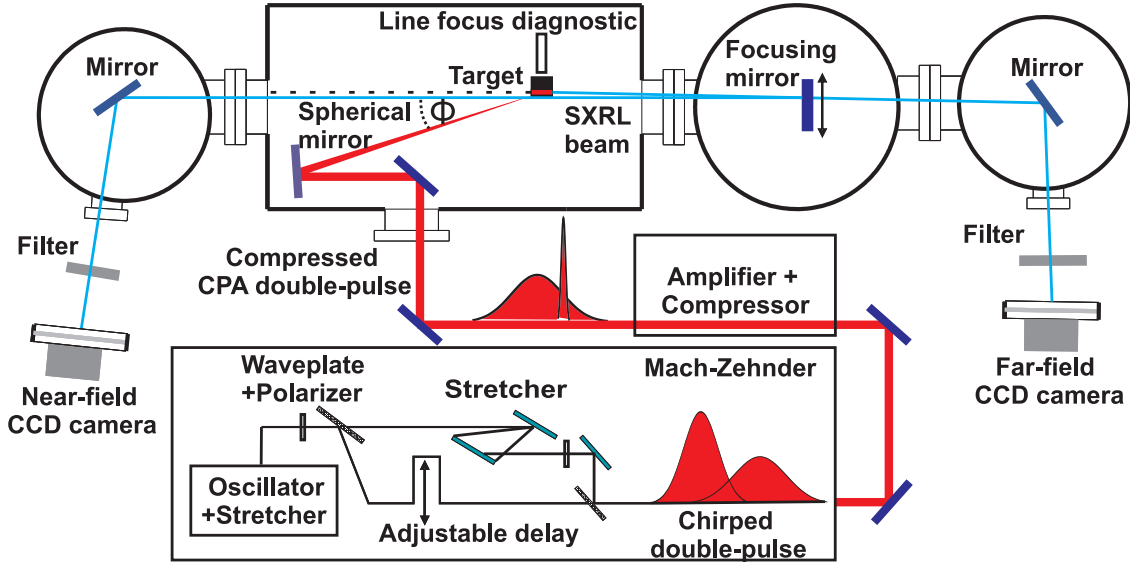 Line focus diagnostic
Mirror
Target
Focusing
mirror
Mirror
Spherical
mirror
Φ
SXRL
beam
Filter
Compressed
CPA double-pulse
Amplifier +
Compressor
Filter
Near-field
CCD camera
Far-field
CCD camera
Waveplate
+Polarizer
Stretcher
Mach-Zehnder
Oscillator
+Stretcher
Adjustable delay
Chirped
double-pulse